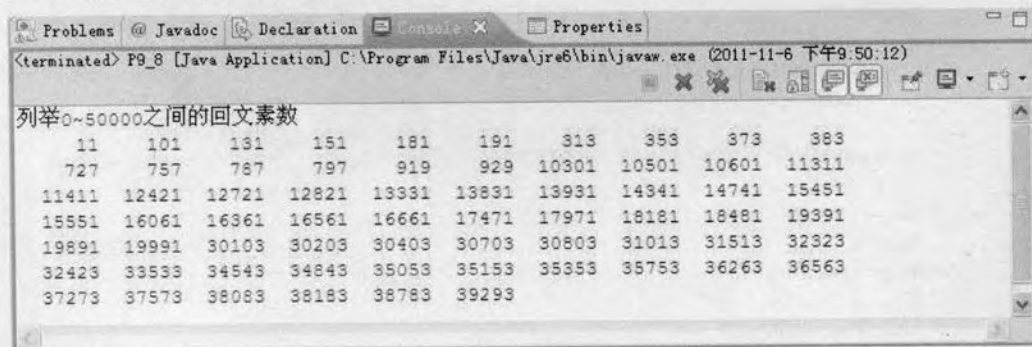 Problems @ Javadoc Declaration Console Properties
<terminated> P9_8 [Java Application] C:\Program Files\Java\jre6\bin\javaw.exe (2011-11-6 下午9:50:12)
列举0~50000之间的回文素数
11 101 131 151 181 191 313 353 373 383
727 757 787 797 919 929 10301 10501 10601 11311
11411 12421 12721 12821 13331 13831 13931 14341 14741 15451
15551 16061 16361 16561 16661 17471 17971 18181 18481 19391
19891 19991 30103 30203 30403 30703 30803 31013 31513 32323
32423 33533 34543 34843 35053 35153 35353 35753 36263 36563
37273 37573 38083 38183 38783 39293